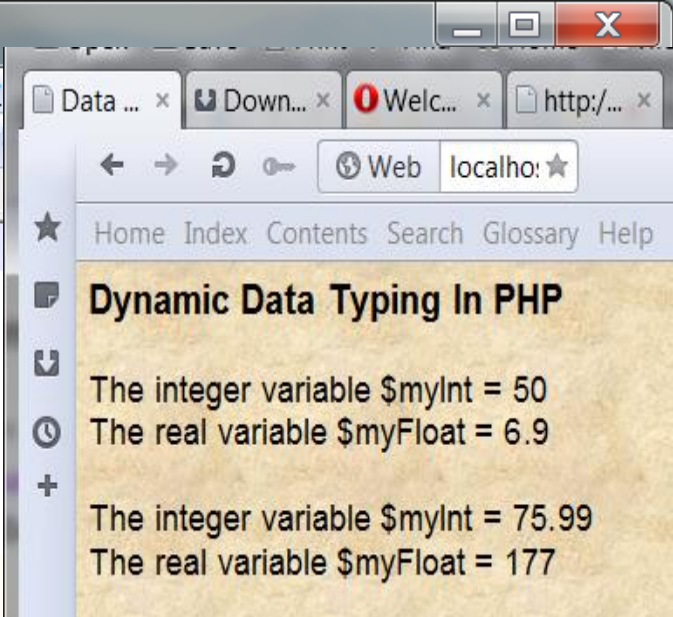 Data ...
Down...
Welc...
http:/...
Web
localho
Home Index Contents Search Glossary Help
Dynamic Data Typing In PHP
The integer variable $myInt = 50
The real variable $myFloat = 6.9
The integer variable $myInt = 75.99
The real variable $myFloat = 177